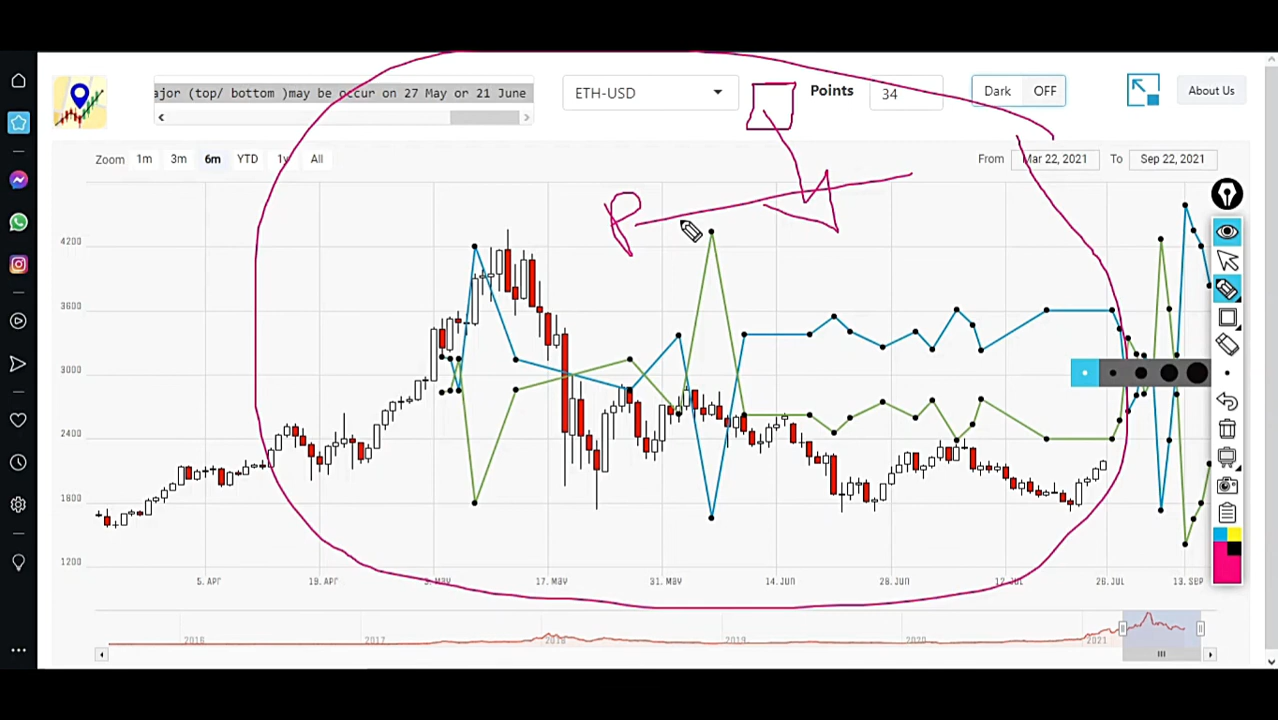 ajor (top/ bottom )may be occur on 27 May or 21 June
ETH-USD
Points
34
Dark
OFF
About Us
Zoom
1m
3m
6m
YTD
1y
All
From
Mar 22, 2021
To
Sep 22, 2021
4200
3600
3000
2400
1800
1200
5. Apr
19. Apr
3. May
17. May
31. May
14. Jun
28. Jun
12. Jul
26. Jul
13. Sep
2016
2017
2018
2019
2020
2021